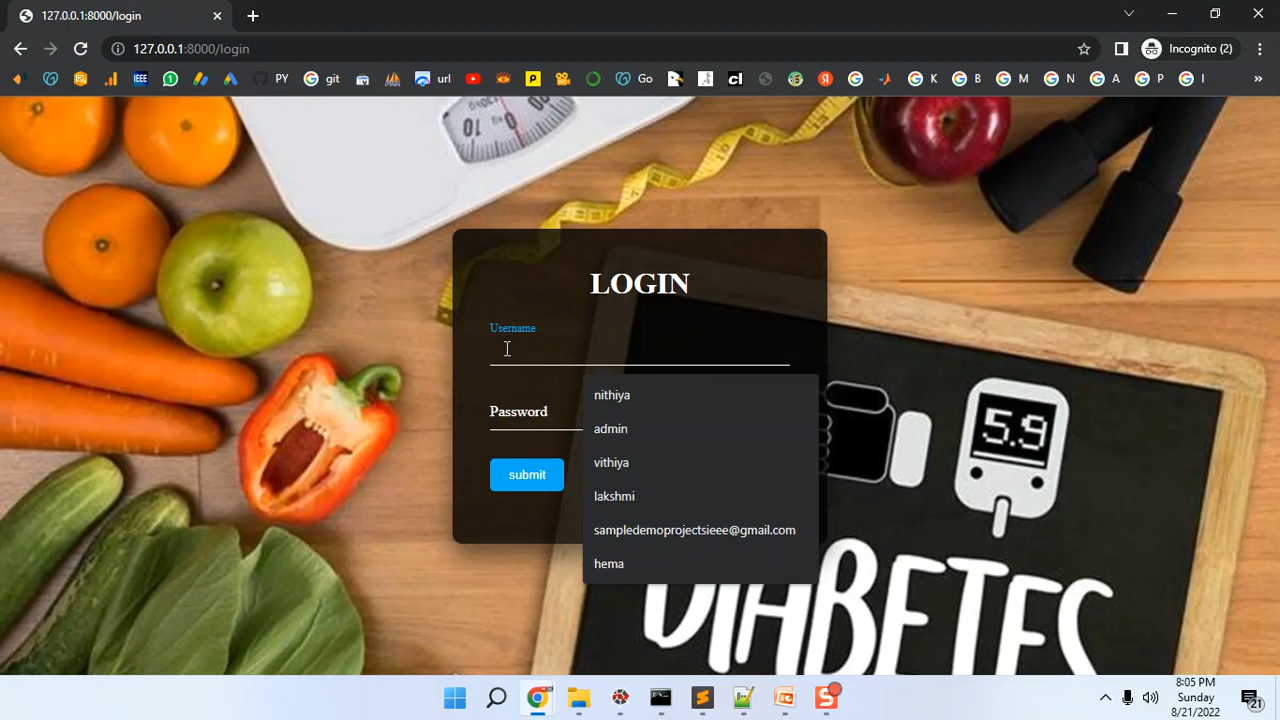 127.0.0.1:8000/login
127.0.0.1:8000/login
Incognito (2)
IEEE PY git url P Go cl Я K B M N A P I »
LOGIN
Username
nithiya
Password
admin
vithiya
submit
lakshmi
sampledemoprojectsieee@gmail.com
hema
5.9
DIABETES
8:05 PM
Sunday
8/21/2022
21